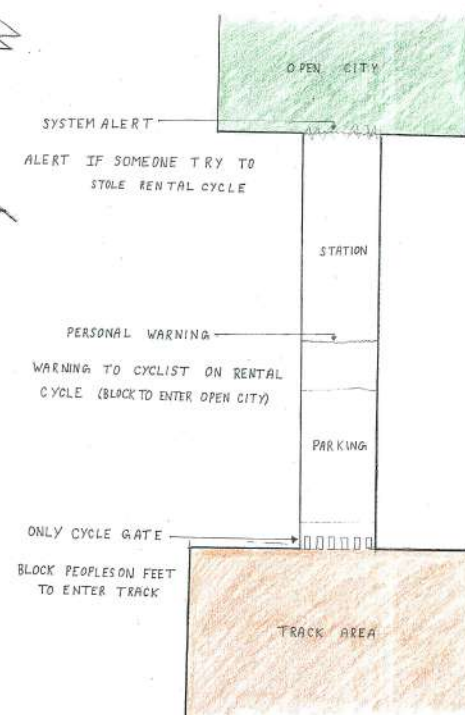 OPEN CITY
SYSTEM ALERT
ALERT IF SOMEONE TRY TO
STOLE RENTAL CYCLE
STATION
PERSONAL WARNING
WARNING TO CYCLIST ON RENTAL
CYCLE (BLOCK TO ENTER OPEN CITY)
PARKING
ONLY CYCLE GATE
BLOCK PEOPLES ON FEET
TO ENTER TRACK
TRACK AREA